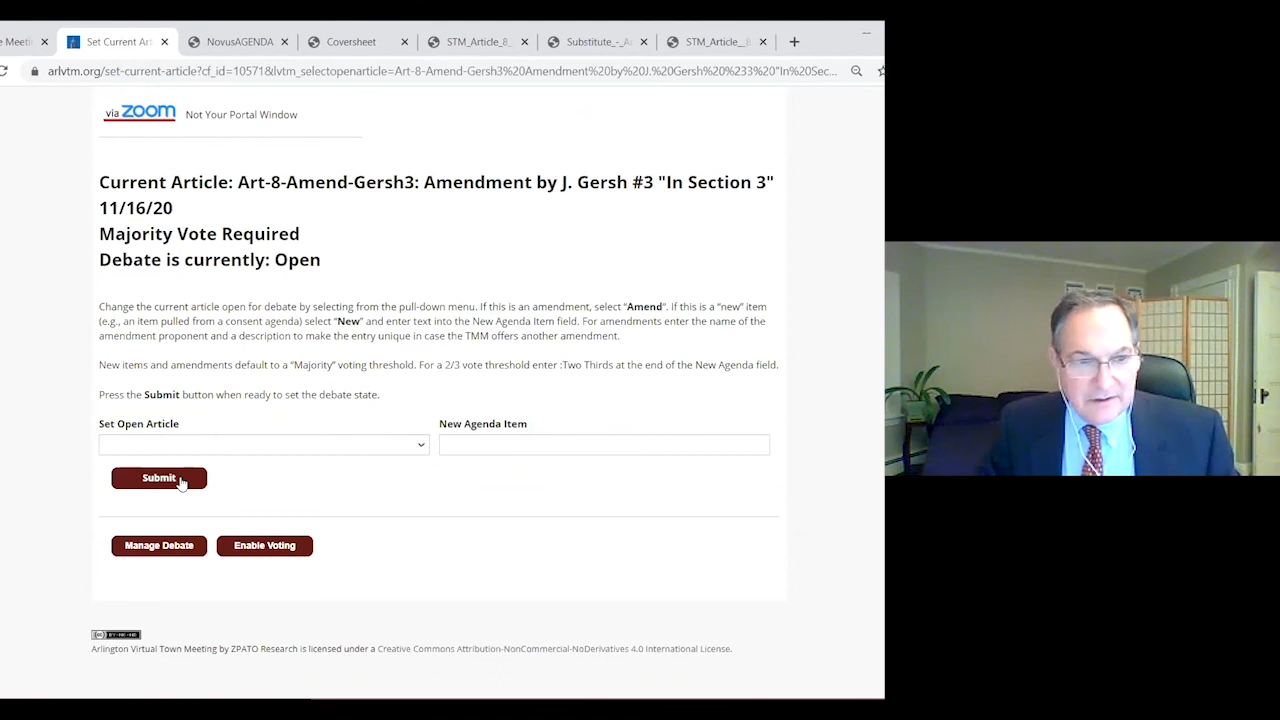 e Meeti
Set Current Art
NovusAGENDA
Coversheet
STM_Article_8_
Substitute_-_A
STM_Article__8
arlvtm.org/set-current-article?cf_id=10571&lvtm_selectopenarticle=Art-8-Amend-Gersh3%20Amendment%20by%20J.%20Gersh%20%233%20"In%20Sec...
via zoom Not Your Portal Window
Current Article: Art-8-Amend-Gersh3: Amendment by J. Gersh #3 "In Section 3"
11/16/20
Majority Vote Required
Debate is currently: Open
Change the current article open for debate by selecting from the pull-down menu. If this is an amendment, select "Amend". If this is a "new" item
(e.g., an item pulled from a consent agenda) select "New" and enter text into the New Agenda Item field. For amendments enter the name of the
amendment proponent and a description to make the entry unique in case the TMM offers another amendment.
New items and amendments default to a "Majority" voting threshold. For a 2/3 vote threshold enter :Two Thirds at the end of the New Agenda field.
Press the Submit button when ready to set the debate state.
Set Open Article New Agenda Item
Submit
Manage Debate Enable Voting
Arlington Virtual Town Meeting by ZPATO Research is licensed under a Creative Commons Attribution-NonCommercial-NoDerivatives 4.0 International License.